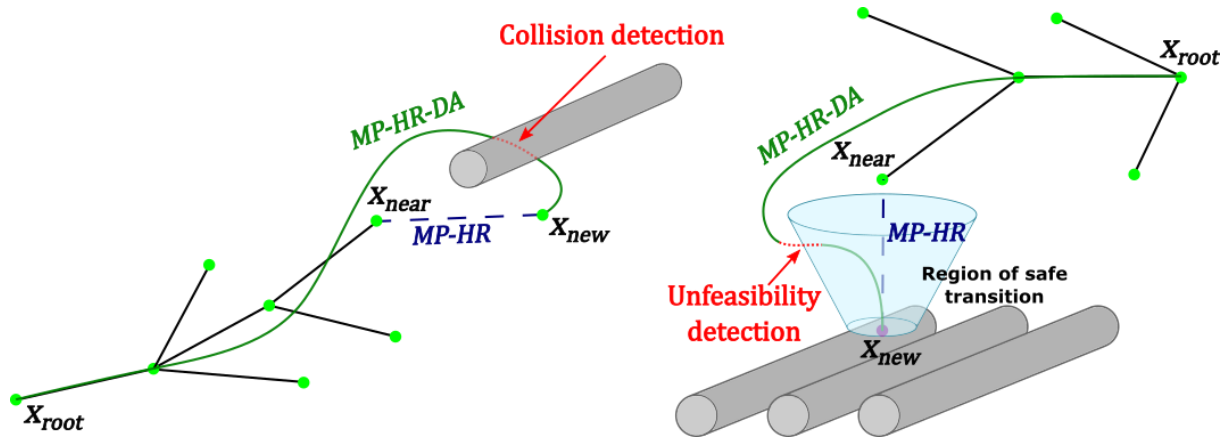 Collision detection
MP-HR-DA
X_near
MP-HR
X_new
X_root
X_root
MP-HR-DA
X_near
MP-HR
Region of safe
transition
Unfeasibility
detection
X_new